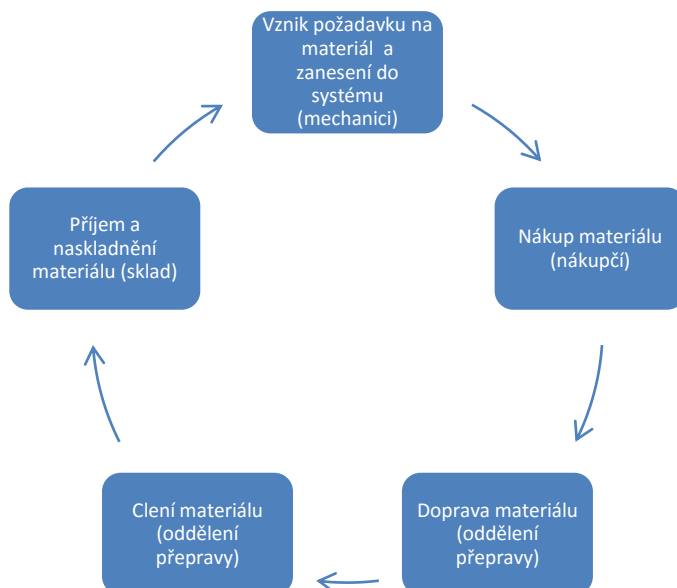 Vznik požadavku na
materiál a
zanesení do
systému
(mechanici)
Nákup materiálu
(nákupčí)
Doprava materiálu
(oddělení
přepravy)
Clení materiálu
(oddělení
přepravy)
Příjem a
naskladnění
materiálu (sklad)